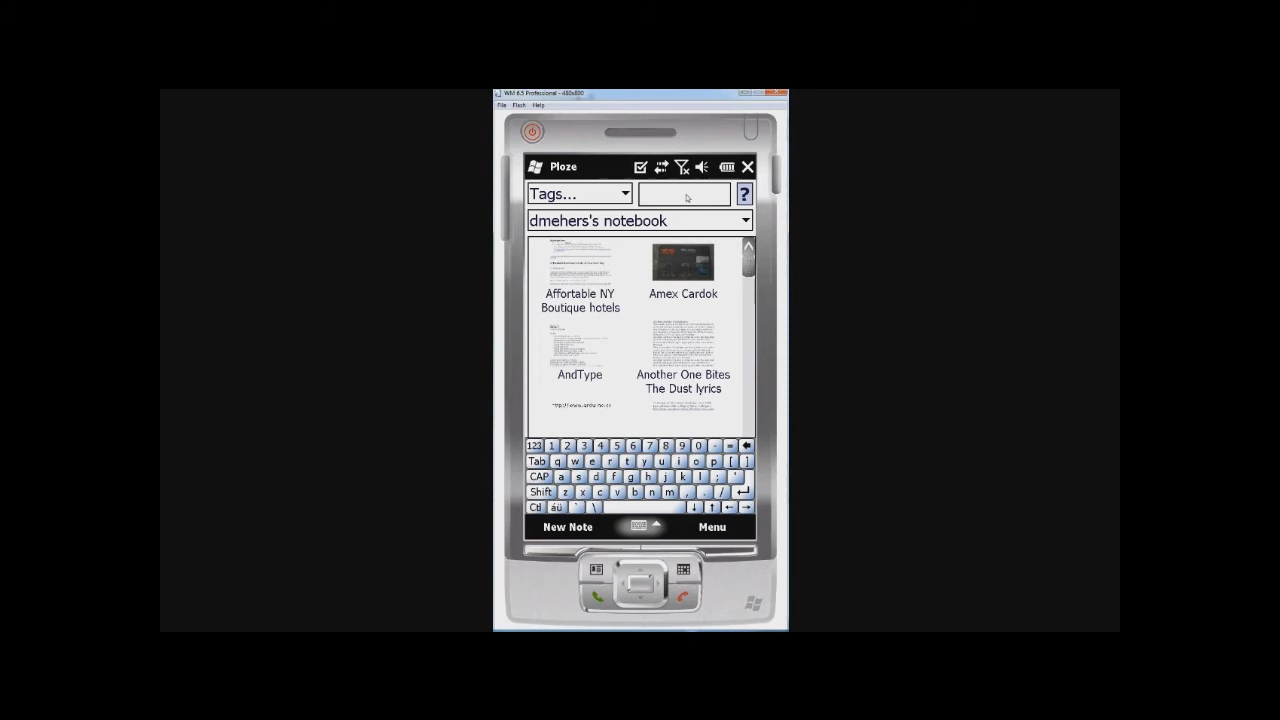 WM 6.5 Professional - 480x800
File Flash Help
Ploze
Tags... ?
dmehers's notebook
Affortable NY
Boutique hotels
Amex Cardok
AndType
Another One Bites
The Dust lyrics
123 1 2 3 4 5 6 7 8 9 0 - =
Tab q w e r t y u i o p [ ]
CAP a s d f g h j k l ; '
Shift z x c v b n m , . /
Ctl áü ` \
New Note Menu